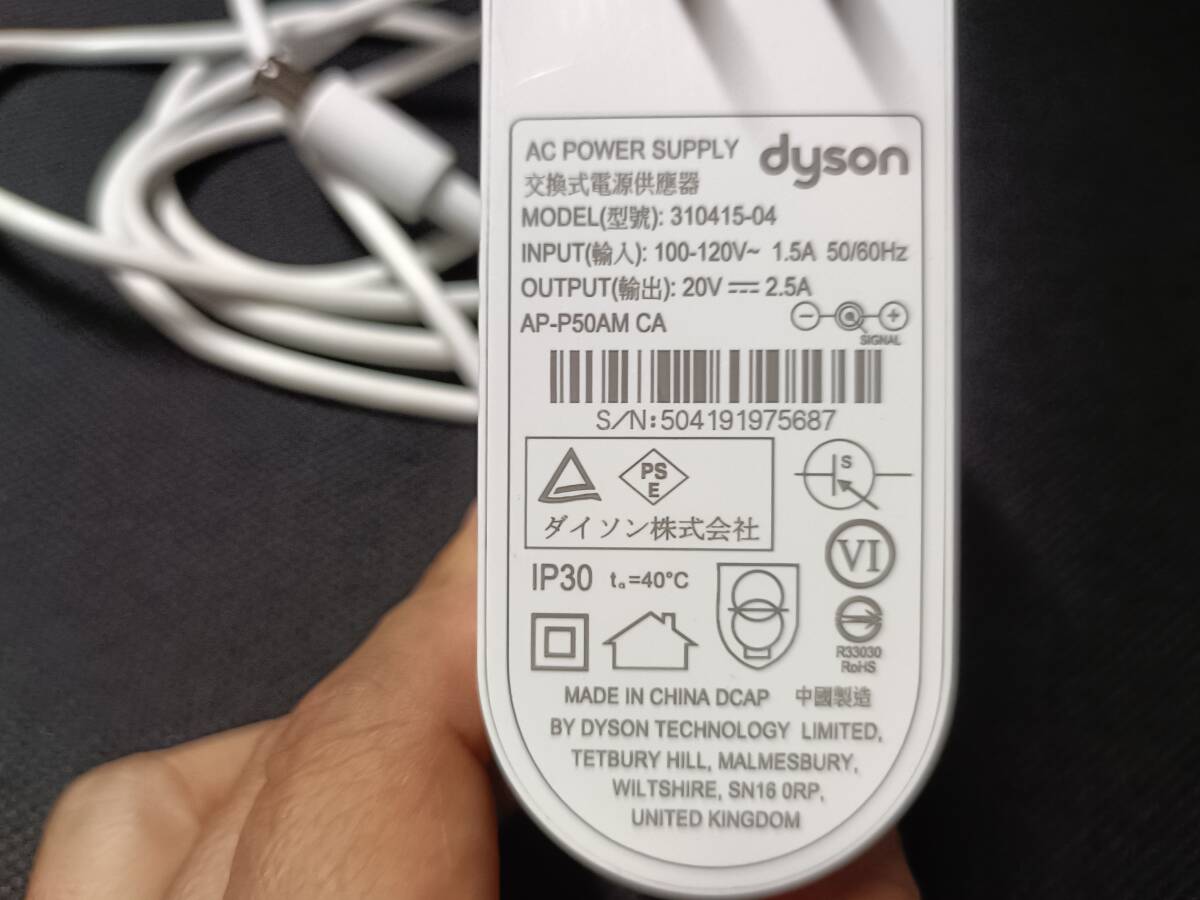 AC POWER SUPPLY dyson
交換式電源供應器
MODEL(型號): 310415-04
INPUT(輸入): 100-120V~ 1.5A 50/60Hz
OUTPUT(輸出): 20V ⎓ 2.5A
AP-P50AM CA
SIGNAL
S/N:504191975687
S
PS
E
ダイソン株式会社
VI
IP30 tₐ=40°C
R33030
RoHS
MADE IN CHINA DCAP 中國製造
BY DYSON TECHNOLOGY LIMITED,
TETBURY HILL, MALMESBURY,
WILTSHIRE, SN16 0RP,
UNITED KINGDOM